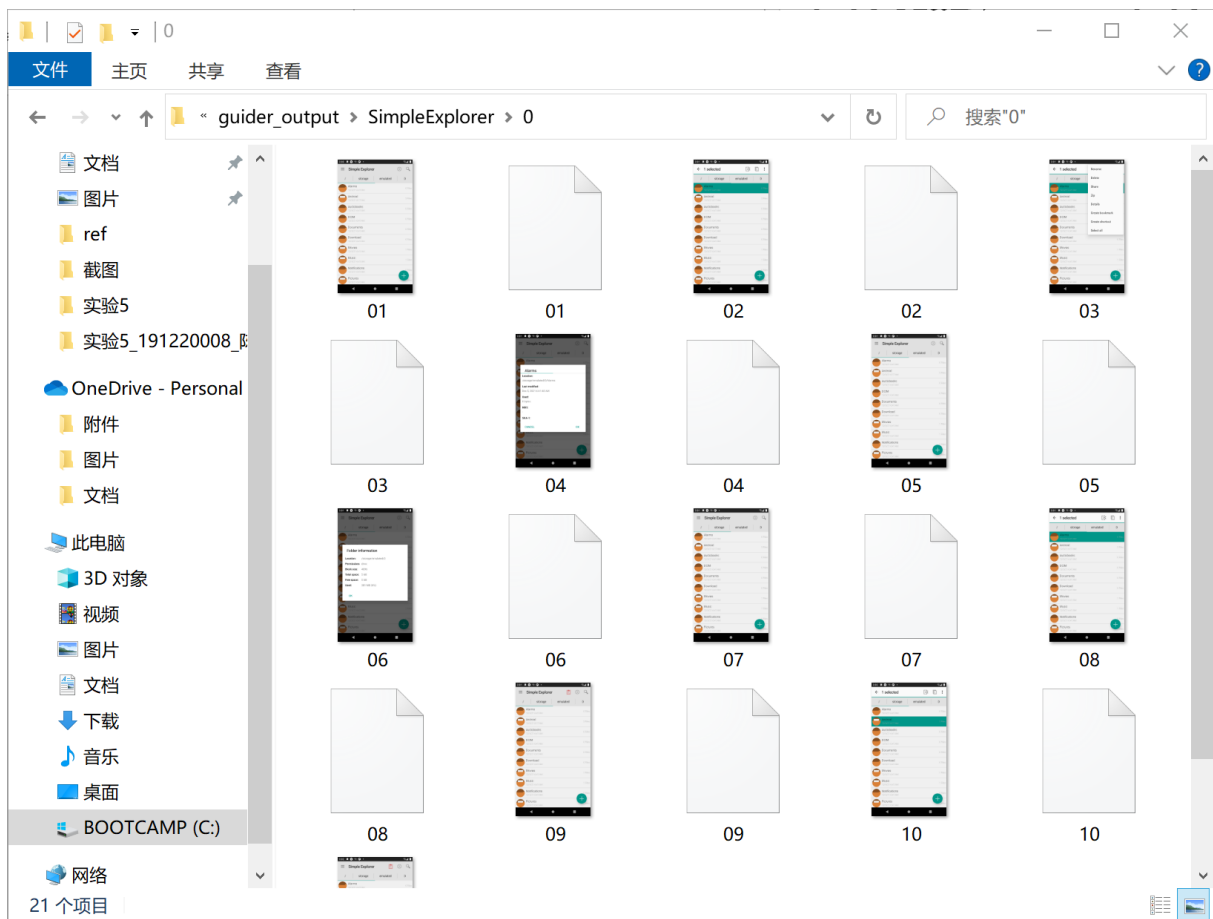 0
文件 主页 共享 查看
« guider_output > SimpleExplorer > 0 搜索"0"
文档
图片
ref
截图
实验5
实验5_191220008_
OneDrive - Personal
附件
图片
文档
此电脑
3D 对象
视频
图片
文档
下载
音乐
桌面
BOOTCAMP (C:)
网络
01 01 02 02 03
03 04 04 05 05
06 06 07 07 08
08 09 09 10 10
21 个项目